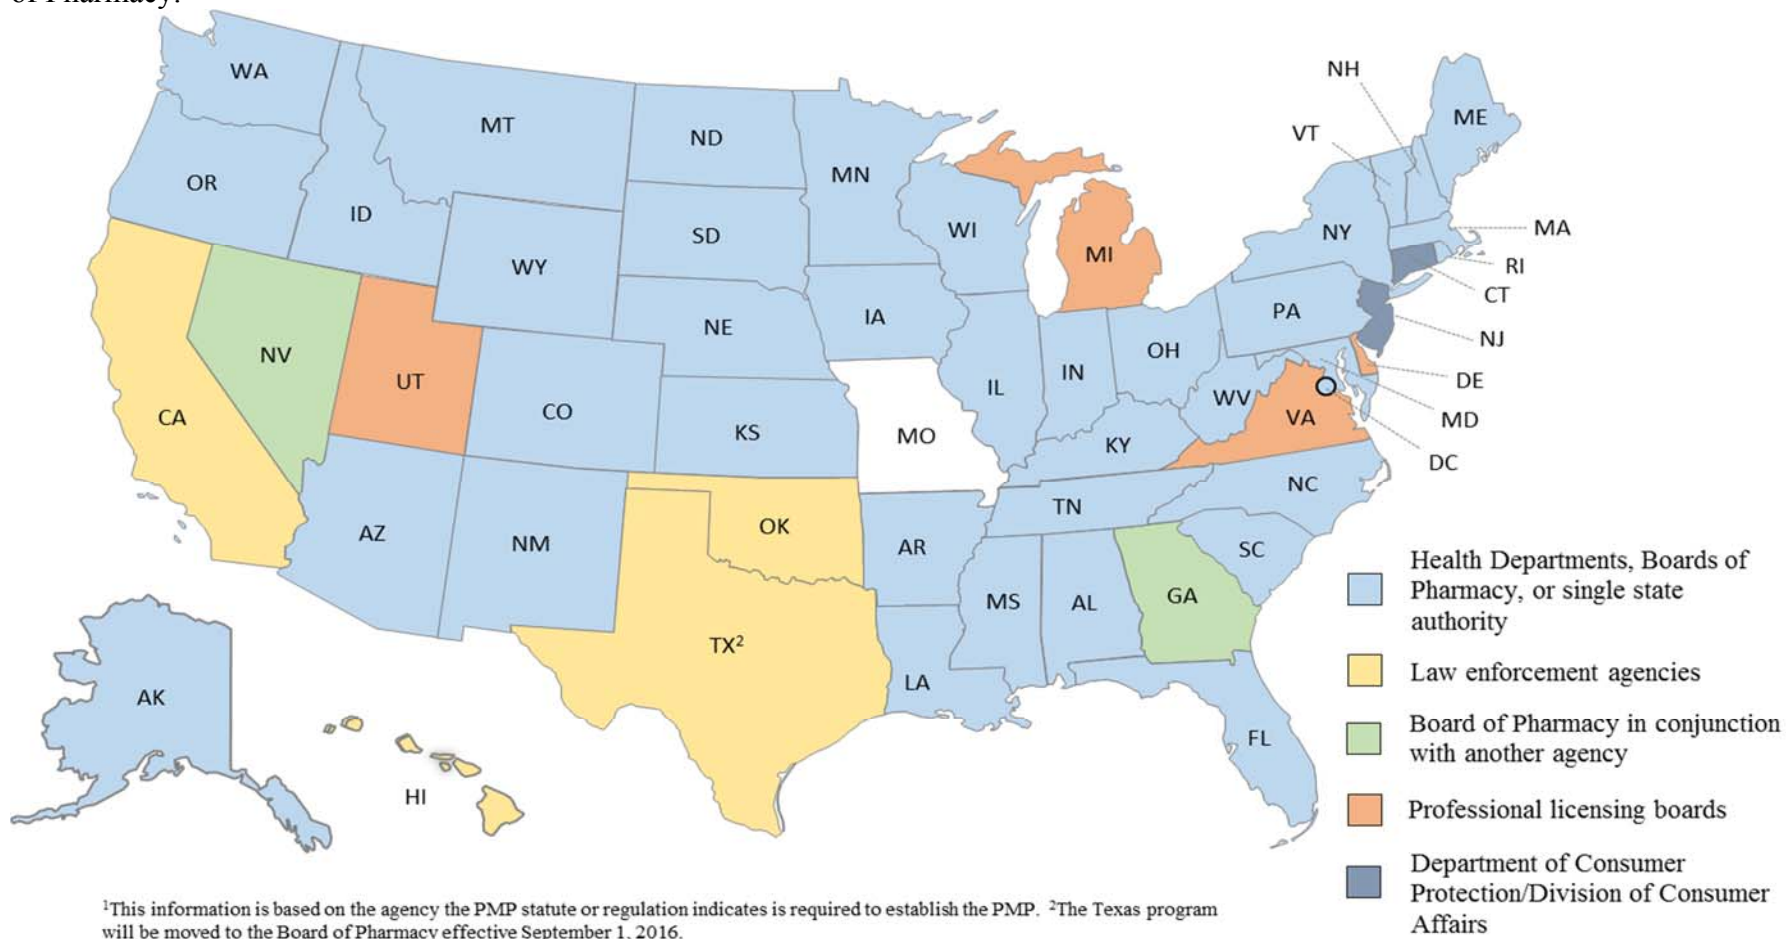 of Pharmacy.
WA
MT
ND
MN
OR
ID
SD
WI
WY
MI
NH
VT
ME
NY
MA
RI
CT
NJ
DE
MD
DC
PA
NV
UT
CA
CO
NE
IA
KS
MO
IL
IN
OH
WV
VA
KY
NC
TN
AZ
NM
OK
AR
SC
MS
AL
GA
TX²
LA
FL
AK
HI
Health Departments, Boards of
Pharmacy, or single state
authority
Law enforcement agencies
Board of Pharmacy in conjunction
with another agency
Professional licensing boards
Department of Consumer
Protection/Division of Consumer
Affairs
¹This information is based on the agency the PMP statute or regulation indicates is required to establish the PMP. ²The Texas program
will be moved to the Board of Pharmacy effective September 1, 2016.